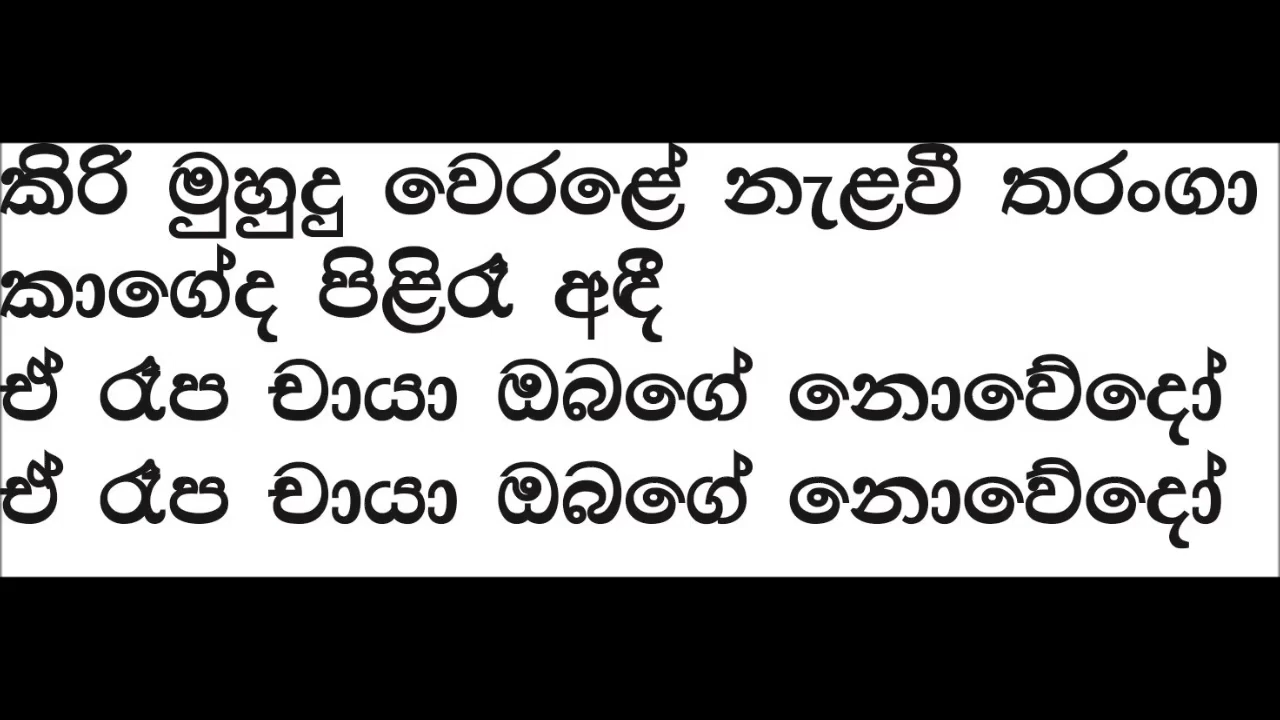 කිරි මුහුදු වෙරළේ නැළවී තරංගා
කාගේද පිළිරෑ අඳී
ඒ රෑප චායා ඔබගේ නොවේදෝ
ඒ රෑප චායා ඔබගේ නොවේදෝ